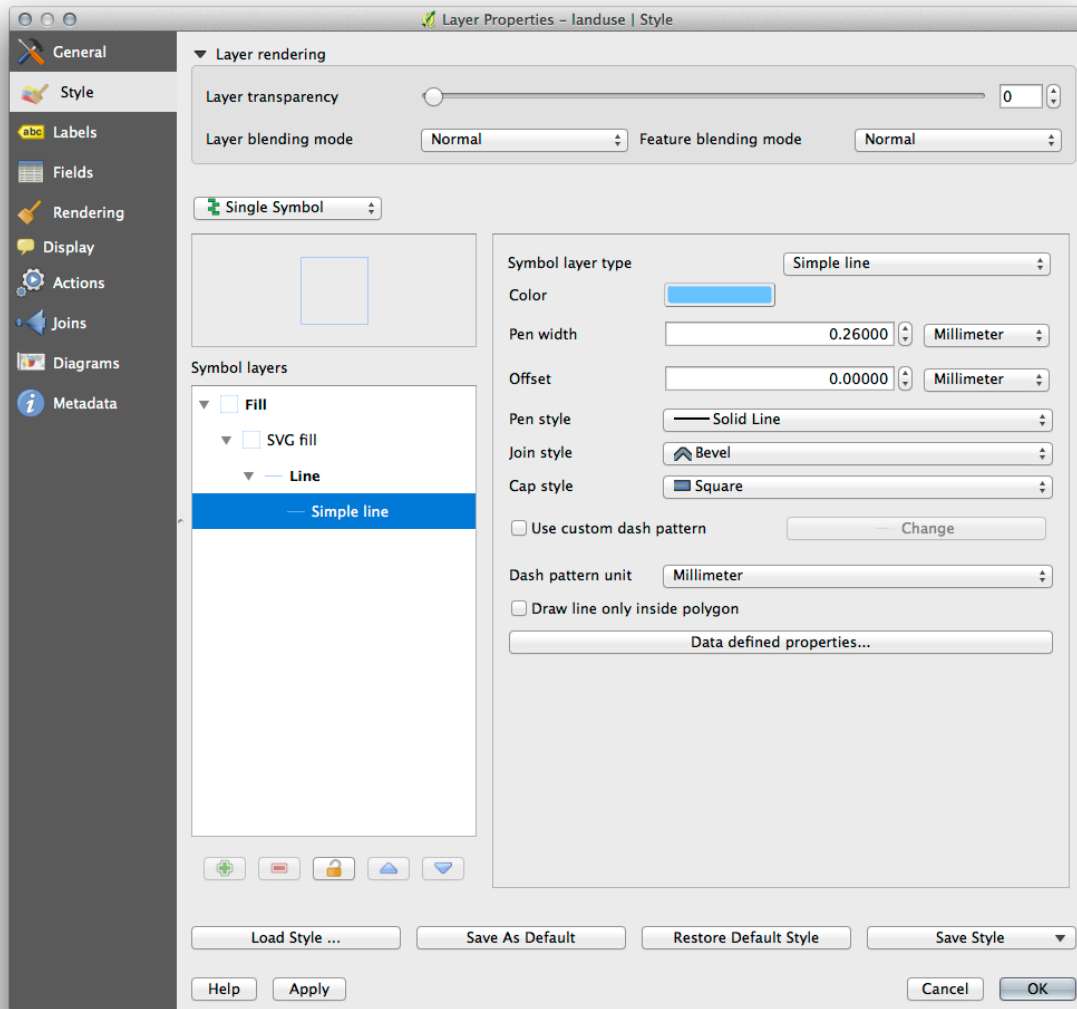 Layer Properties - landuse | Style
General
Style
abc Labels
Fields
Rendering
Display
Actions
Joins
Diagrams
i Metadata
Layer rendering
Layer transparency 0
Layer blending mode Normal Feature blending mode Normal
Single Symbol
Symbol layers
Fill
SVG fill
Line
Simple line
Symbol layer type Simple line
Color
Pen width 0.26000 Millimeter
Offset 0.00000 Millimeter
Pen style Solid Line
Join style Bevel
Cap style Square
Use custom dash pattern Change
Dash pattern unit Millimeter
Draw line only inside polygon
Data defined properties...
Load Style ... Save As Default Restore Default Style Save Style
Help Apply Cancel OK